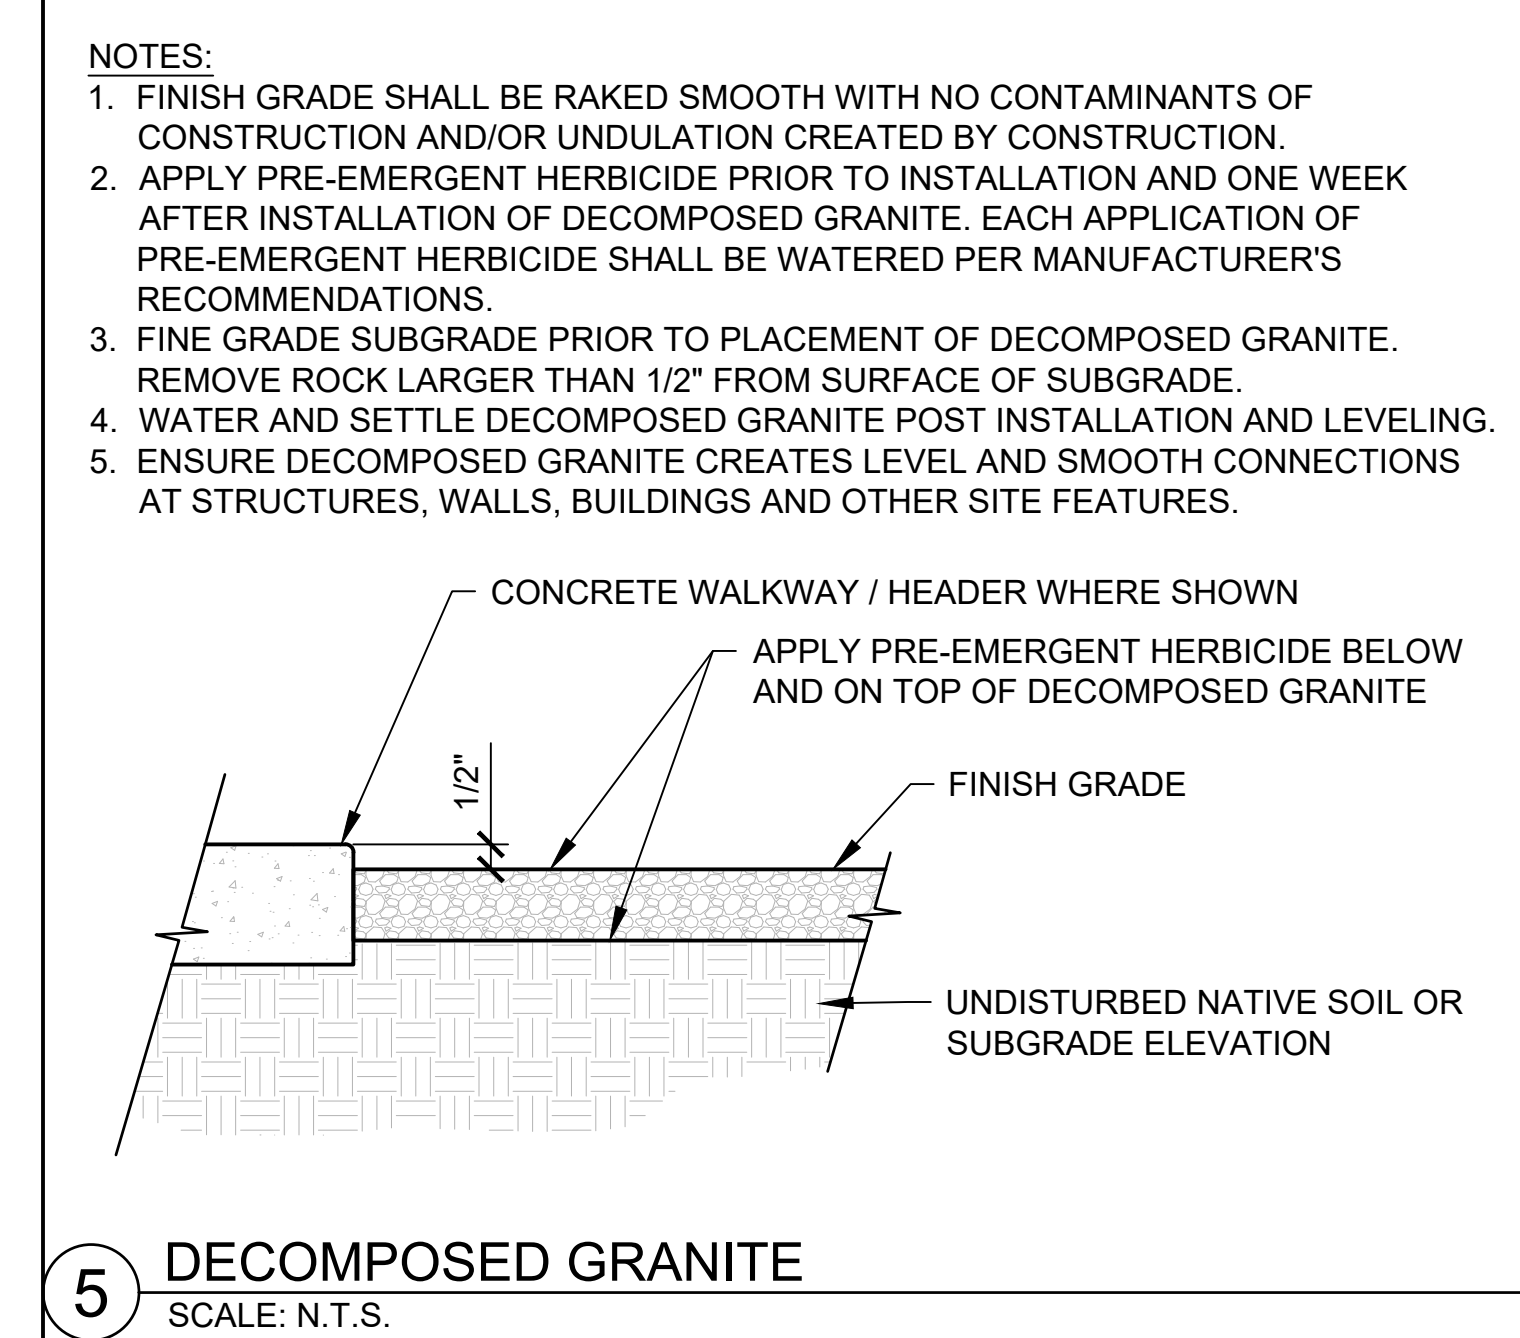 NOTES:
1. FINISH GRADE SHALL BE RAKED SMOOTH WITH NO CONTAMINANTS OF
CONSTRUCTION AND/OR UNDULATION CREATED BY CONSTRUCTION.
2. APPLY PRE-EMERGENT HERBICIDE PRIOR TO INSTALLATION AND ONE WEEK
AFTER INSTALLATION OF DECOMPOSED GRANITE. EACH APPLICATION OF
PRE-EMERGENT HERBICIDE SHALL BE WATERED PER MANUFACTURER'S
RECOMMENDATIONS.
3. FINE GRADE SUBGRADE PRIOR TO PLACEMENT OF DECOMPOSED GRANITE.
REMOVE ROCK LARGER THAN 1/2" FROM SURFACE OF SUBGRADE.
4. WATER AND SETTLE DECOMPOSED GRANITE POST INSTALLATION AND LEVELING.
5. ENSURE DECOMPOSED GRANITE CREATES LEVEL AND SMOOTH CONNECTIONS
AT STRUCTURES, WALLS, BUILDINGS AND OTHER SITE FEATURES.
CONCRETE WALKWAY / HEADER WHERE SHOWN
APPLY PRE-EMERGENT HERBICIDE BELOW
AND ON TOP OF DECOMPOSED GRANITE
1/2"
FINISH GRADE
UNDISTURBED NATIVE SOIL OR
SUBGRADE ELEVATION
5
DECOMPOSED GRANITE
SCALE: N.T.S.